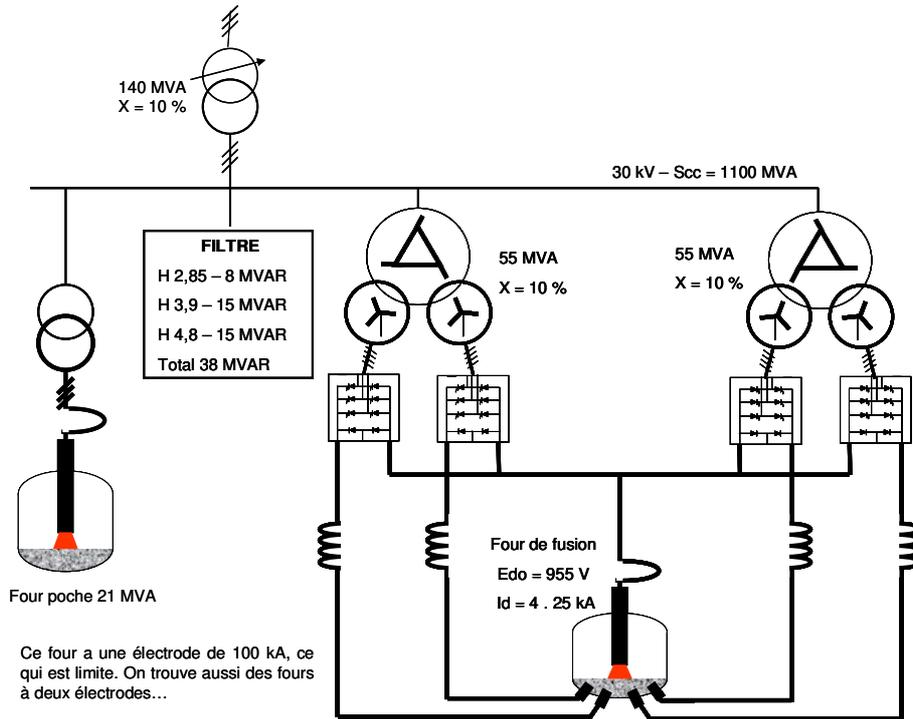 140 MVA
X = 10 %
30 kV – Scc = 1100 MVA
FILTRE
H 2,85 – 8 MVAR
H 3,9 – 15 MVAR
H 4,8 – 15 MVAR
Total 38 MVAR
55 MVA
X = 10 %
55 MVA
X = 10 %
Four de fusion
Edo = 955 V
Id = 4 . 25 kA
Four poche 21 MVA
Ce four a une électrode de 100 kA, ce
qui est limite. On trouve aussi des fours
à deux électrodes…